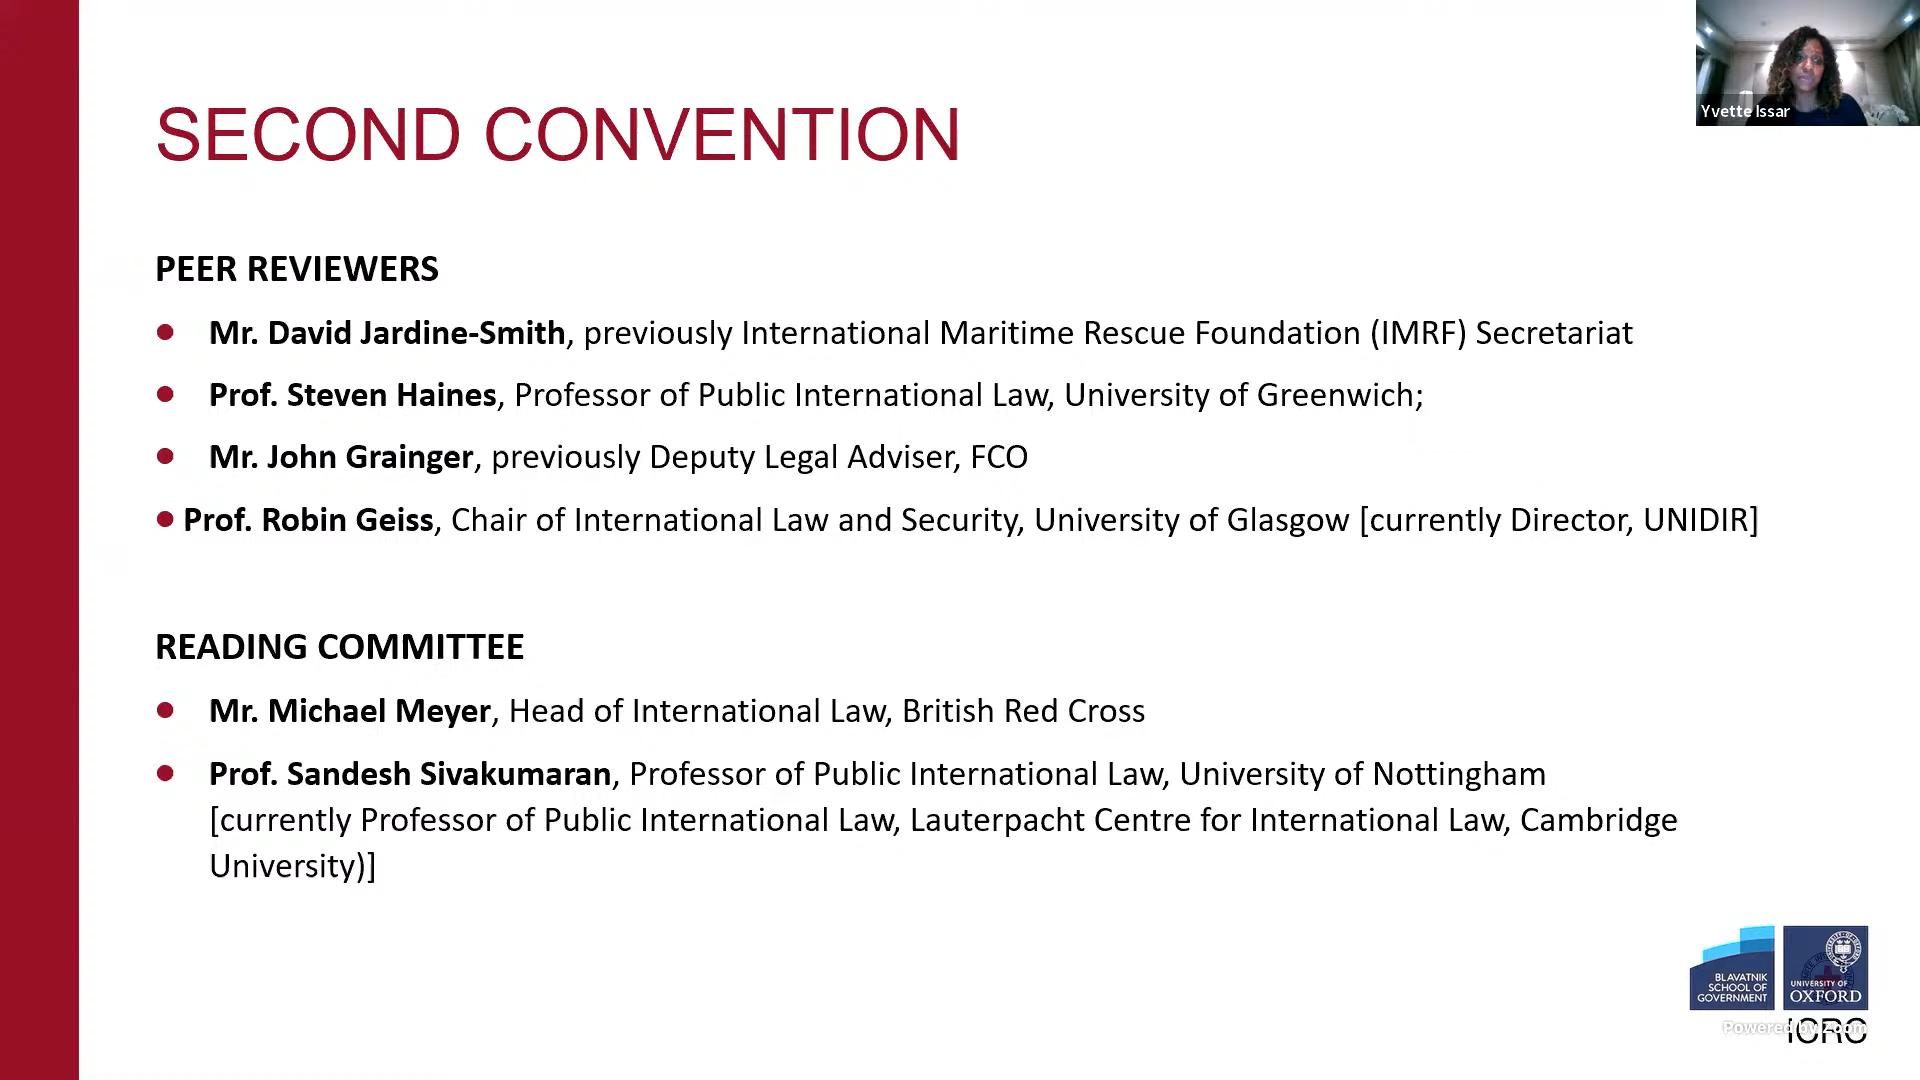 Yvette Issar
SECOND CONVENTION
PEER REVIEWERS
• Mr. David Jardine-Smith, previously International Maritime Rescue Foundation (IMRF) Secretariat
• Prof. Steven Haines, Professor of Public International Law, University of Greenwich;
• Mr. John Grainger, previously Deputy Legal Adviser, FCO
• Prof. Robin Geiss, Chair of International Law and Security, University of Glasgow [currently Director, UNIDIR]
READING COMMITTEE
• Mr. Michael Meyer, Head of International Law, British Red Cross
• Prof. Sandesh Sivakumaran, Professor of Public International Law, University of Nottingham
[currently Professor of Public International Law, Lauterpacht Centre for International Law, Cambridge
University)]
BLAVATNIK
SCHOOL OF
GOVERNMENT
UNIVERSITY OF
OXFORD
Powered by Zoom
ICRC